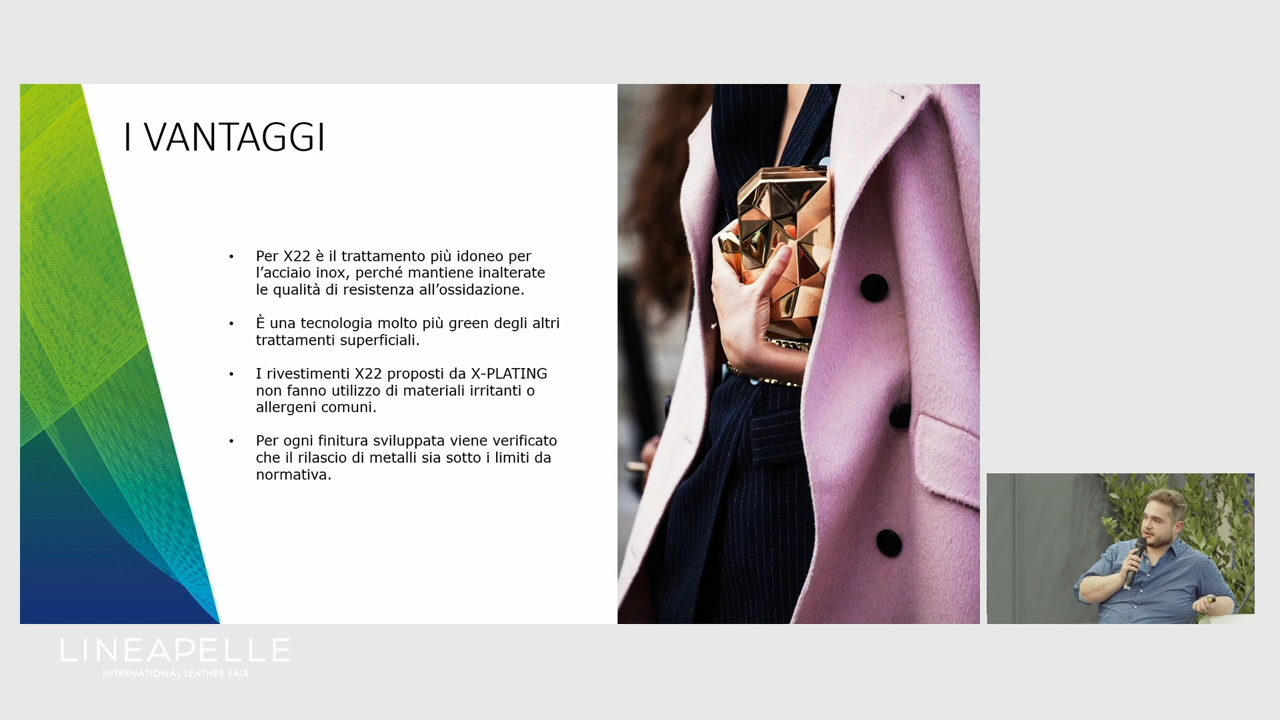 I VANTAGGI
• Per X22 è il trattamento più idoneo per
l’acciaio inox, perché mantiene inalterate
le qualità di resistenza all’ossidazione.
• È una tecnologia molto più green degli altri
trattamenti superficiali.
• I rivestimenti X22 proposti da X-PLATING
non fanno utilizzo di materiali irritanti o
allergeni comuni.
• Per ogni finitura sviluppata viene verificato
che il rilascio di metalli sia sotto i limiti da
normativa.
LINEAPELLE
INTERNATIONAL LEATHER FAIR